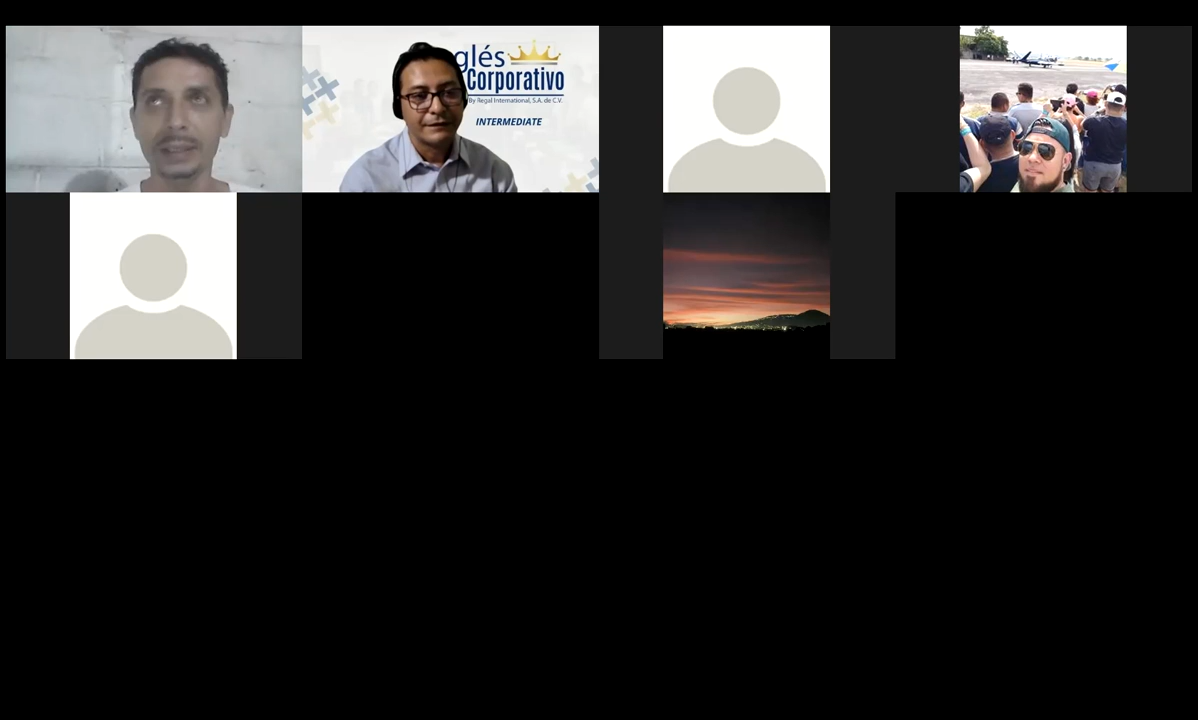 glés
Corporativo
By Regal International, S.A. de C.V.
INTERMEDIATE